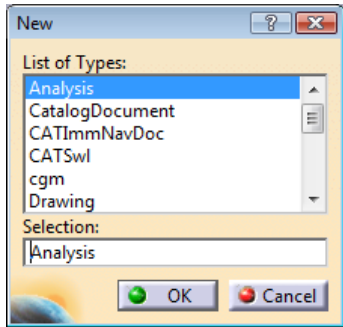 New
List of Types:
Analysis
CatalogDocument
CATImmNavDoc
CATSwl
cgm
Drawing
Selection:
Analysis
OK Cancel